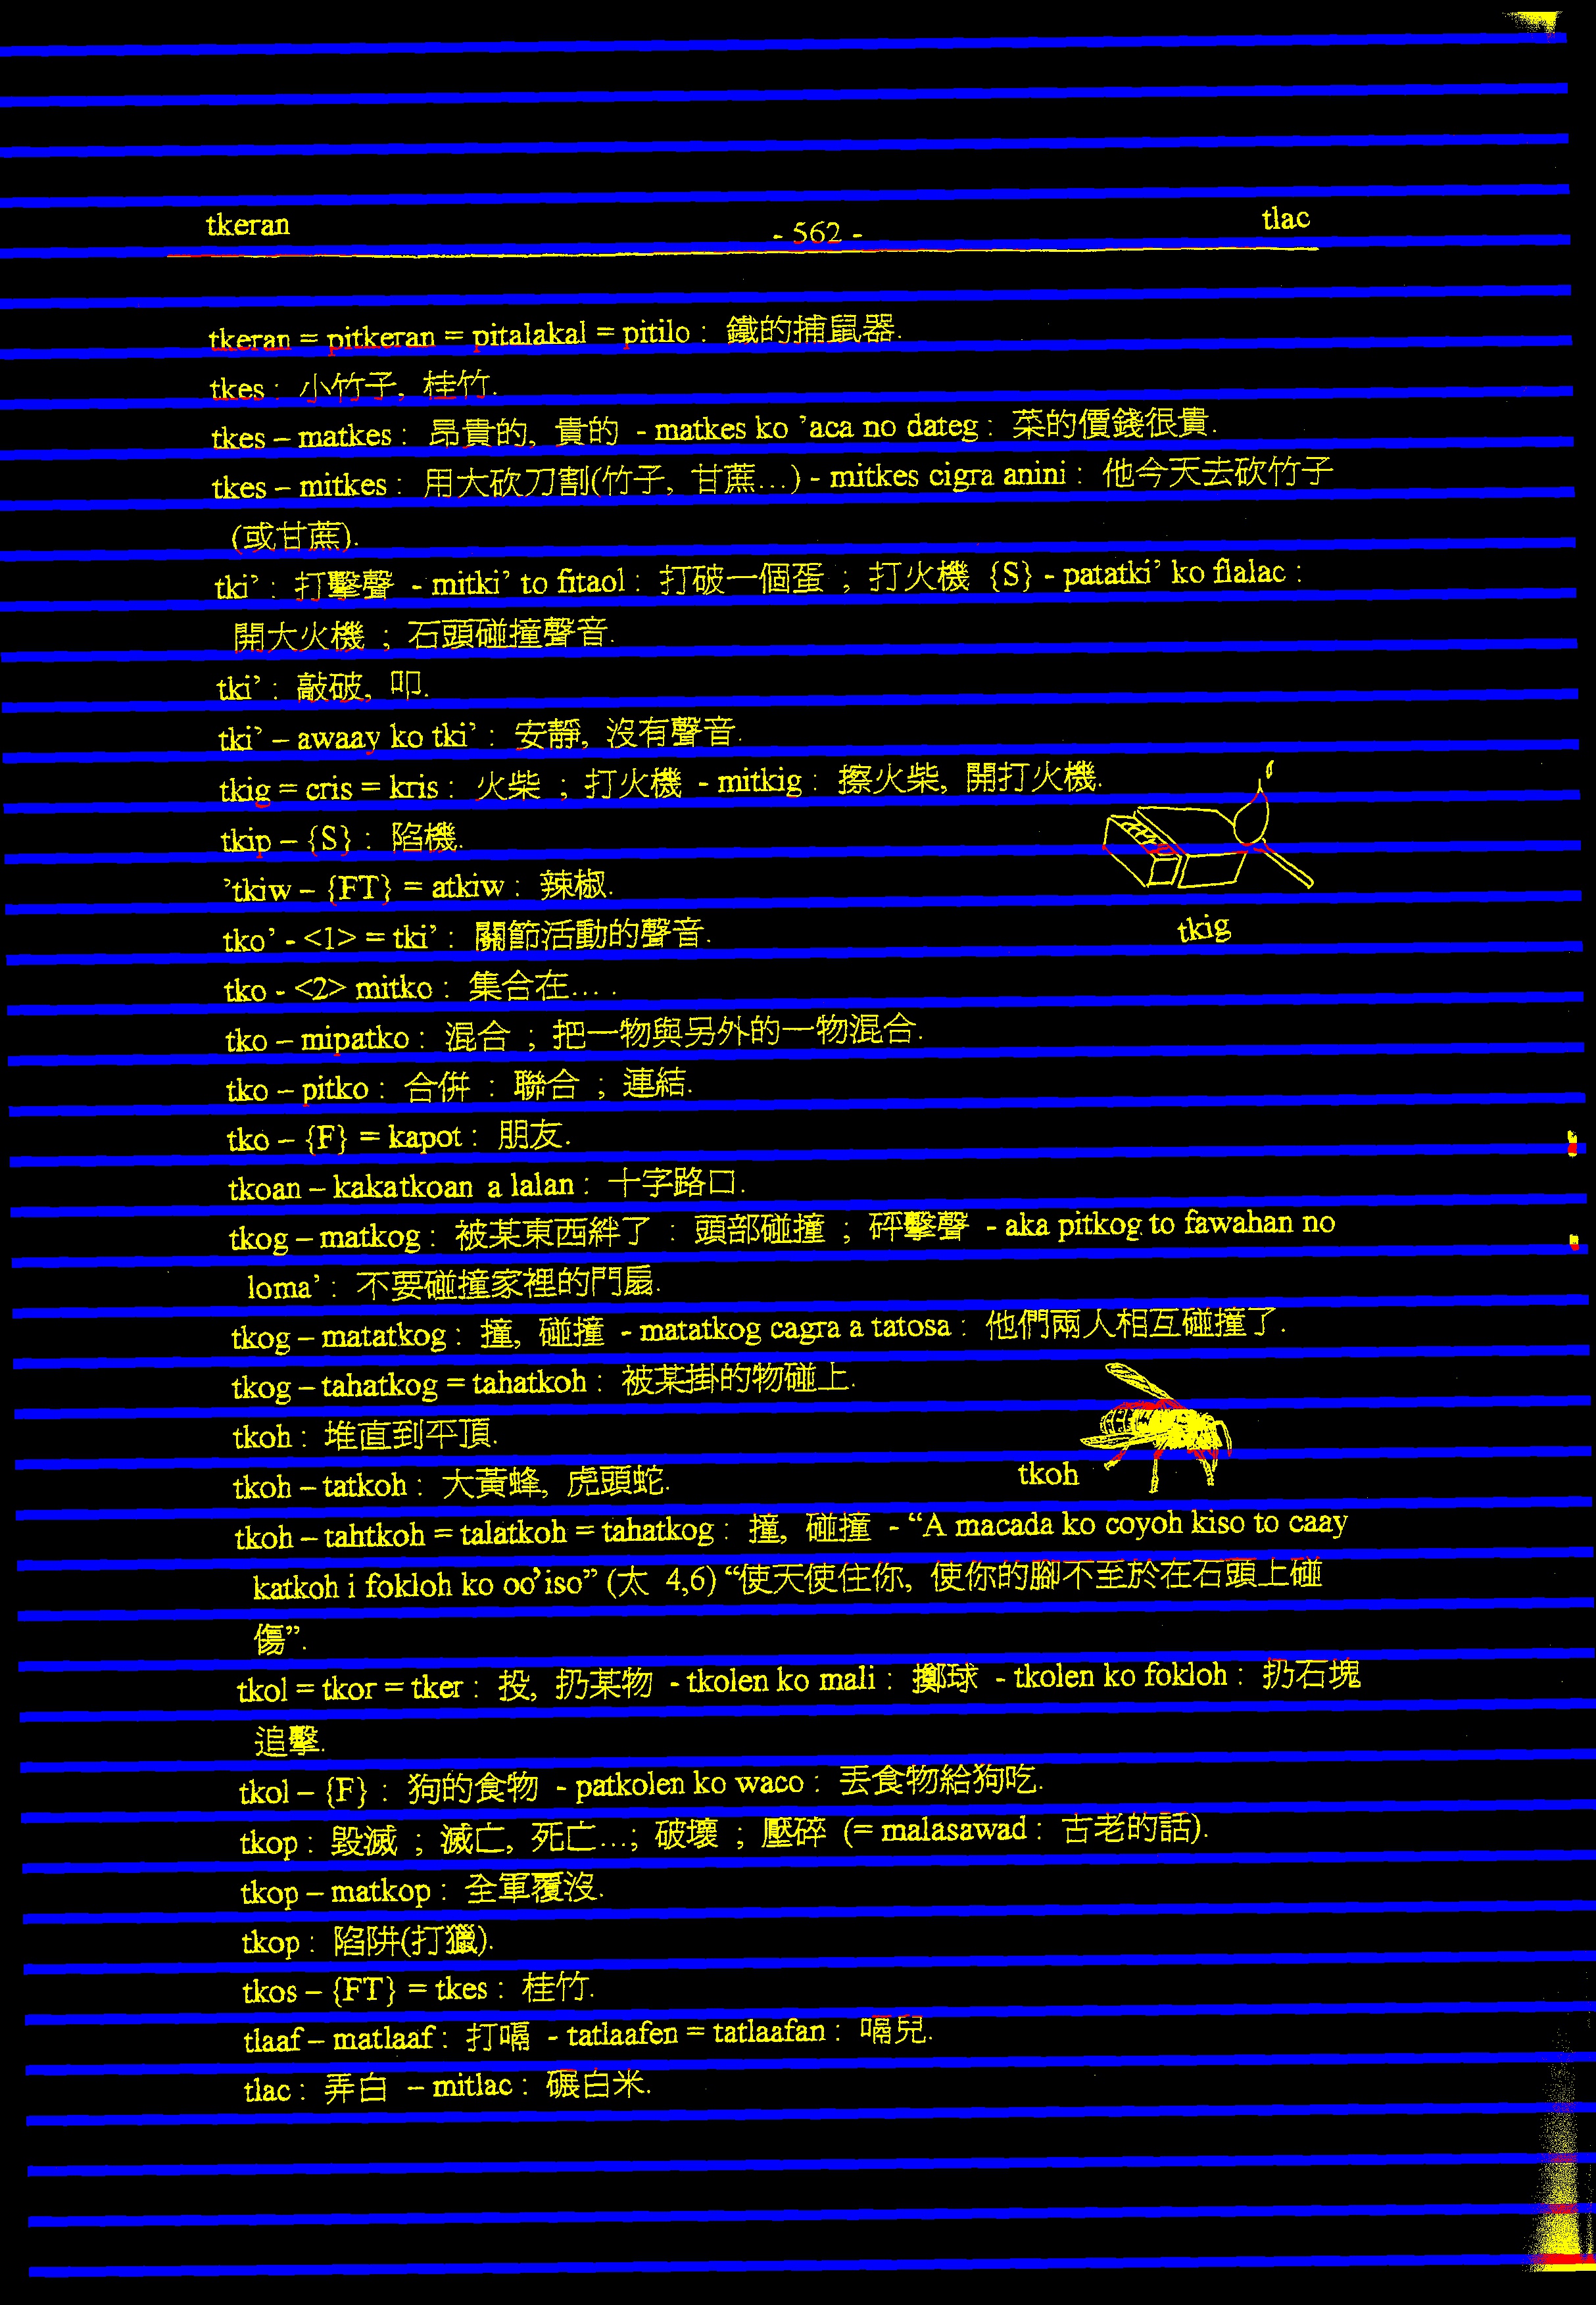 tkeran
- 562 -
tlac
tkeran = pitkeran = pitalakal = pitilo : 鐵的捕鼠器.
tkes : 小竹子, 桂竹.
tkes – matkes : 昂貴的, 貴的 - matkes ko ’aca no dateg : 菜的價錢很貴.
tkes – mitkes : 用大砍刀割(竹子, 甘蔗...) - mitkes cigra anini : 他今天去砍竹子
(或甘蔗).
tki’ : 打擊聲 - mitki’ to fitaol : 打破一個蛋 ; 打火機 {S} - patatki’ ko flalac :
開大火機 ; 石頭碰撞聲音.
tki’ : 敲破, 叩.
tki’ – awaay ko tki’ : 安靜, 沒有聲音.
tkig = cris = kris : 火柴 ; 打火機 - mitkig : 擦火柴, 開打火機.
tkip – {S} : 陷機.
’tkiw – {FT} = atkiw : 辣椒.
tko’ - <1> = tki’ : 關節活動的聲音.
tkig
tko - <2> mitko : 集合在... .
tko – mipatko : 混合 ; 把一物與另外的一物混合.
tko – pitko : 合併 : 聯合 ; 連結.
tko – {F} = kapot : 朋友.
tkoan – kakatkoan a lalan : 十字路口.
tkog – matkog : 被某東西絆了 : 頭部碰撞 ; 砰擊聲 - aka pitkog to fawahan no
loma’ : 不要碰撞家裡的門扇.
tkog – matatkog : 撞, 碰撞 - matatkog cagra a tatosa : 他們兩人相互碰撞了.
tkog – tahatkog = tahatkoh : 被某掛的物碰上.
tkoh : 堆直到平頂.
tkoh – tatkoh : 大黃蜂, 虎頭蛇.
tkoh
tkoh – tahtkoh = talatkoh = tahatkog : 撞, 碰撞 - “A macada ko coyoh kiso to caay
katkoh i fokloh ko oo’iso” (太 4,6) “使天使住你, 使你的腳不至於在石頭上碰
傷”.
tkol = tkor = tker : 投, 扔某物 - tkolen ko mali : 擲球 - tkolen ko fokloh : 扔石塊
追擊.
tkol – {F} : 狗的食物 - patkolen ko waco : 丟食物給狗吃.
tkop : 毀滅 ; 滅亡, 死亡...; 破壞 ; 壓碎 (= malasawad : 古老的話).
tkop – matkop : 全軍覆沒.
tkop : 陷阱(打獵).
tkos – {FT} = tkes : 桂竹.
tlaaf – matlaaf : 打嗝 - tatlaafen = tatlaafan : 嗝兒.
tlac : 弄白 – mitlac : 碾白米.